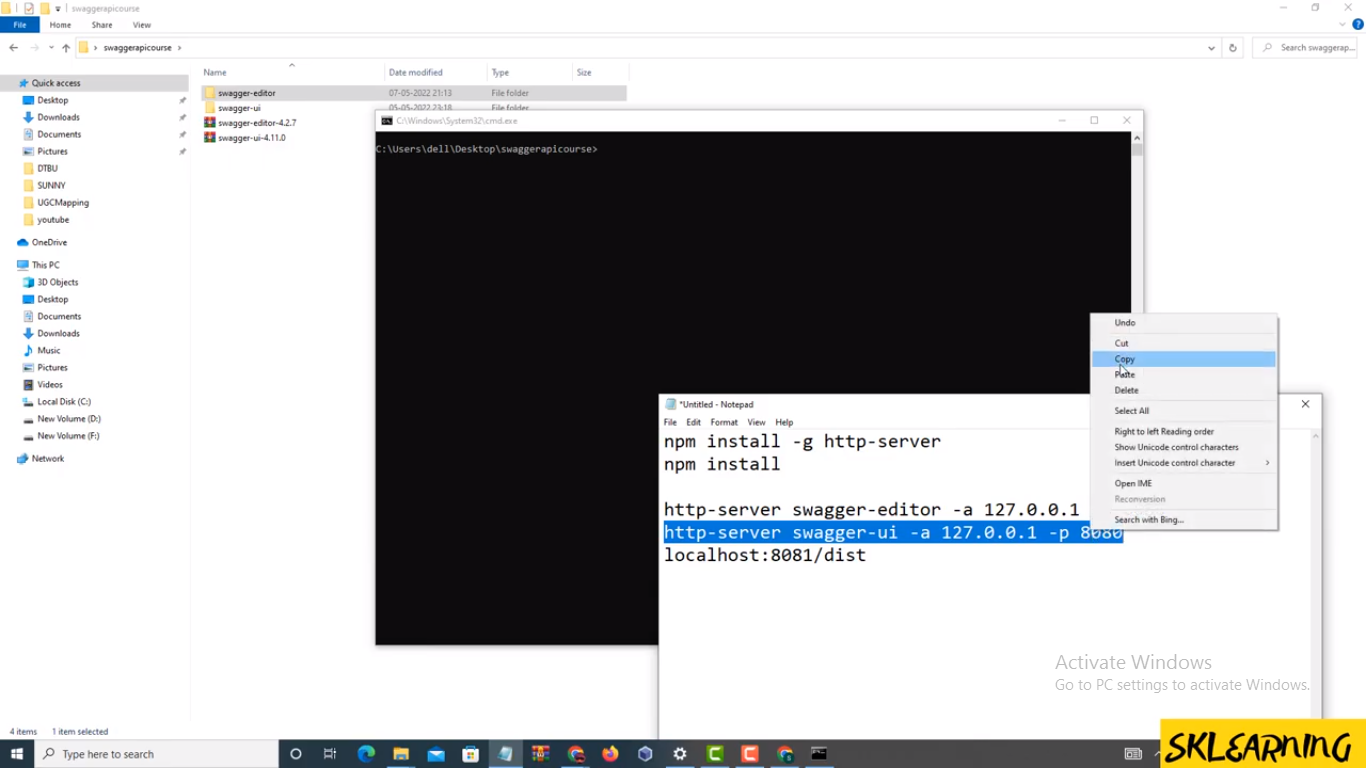 swaggerapicourse
File Home Share View
swaggerapicourse
Search swaggerap...
Name Date modified Type Size
Quick access
Desktop
Downloads
Documents
Pictures
DTBU
SUNNY
UGCMapping
youtube
OneDrive
This PC
3D Objects
Desktop
Documents
Downloads
Music
Pictures
Videos
Local Disk (C:)
New Volume (D:)
New Volume (F:)
Network
swagger-editor 07-05-2022 21:13 File folder
swagger-ui 05-05-2022 23:18 File folder
swagger-editor-4.2.7
swagger-ui-4.11.0
C:\Windows\System32\cmd.exe
C:\Users\dell\Desktop\swaggerapicourse>
Undo
Cut
Copy
Paste
Delete
Select All
Right to left Reading order
Show Unicode control characters
Insert Unicode control character
Open IME
Reconversion
Search with Bing...
*Untitled - Notepad
File Edit Format View Help
npm install -g http-server
npm install
http-server swagger-editor -a 127.0.0.1
http-server swagger-ui -a 127.0.0.1 -p 8080
localhost:8081/dist
Activate Windows
Go to PC settings to activate Windows.
4 items 1 item selected
Type here to search
SKLEARNING